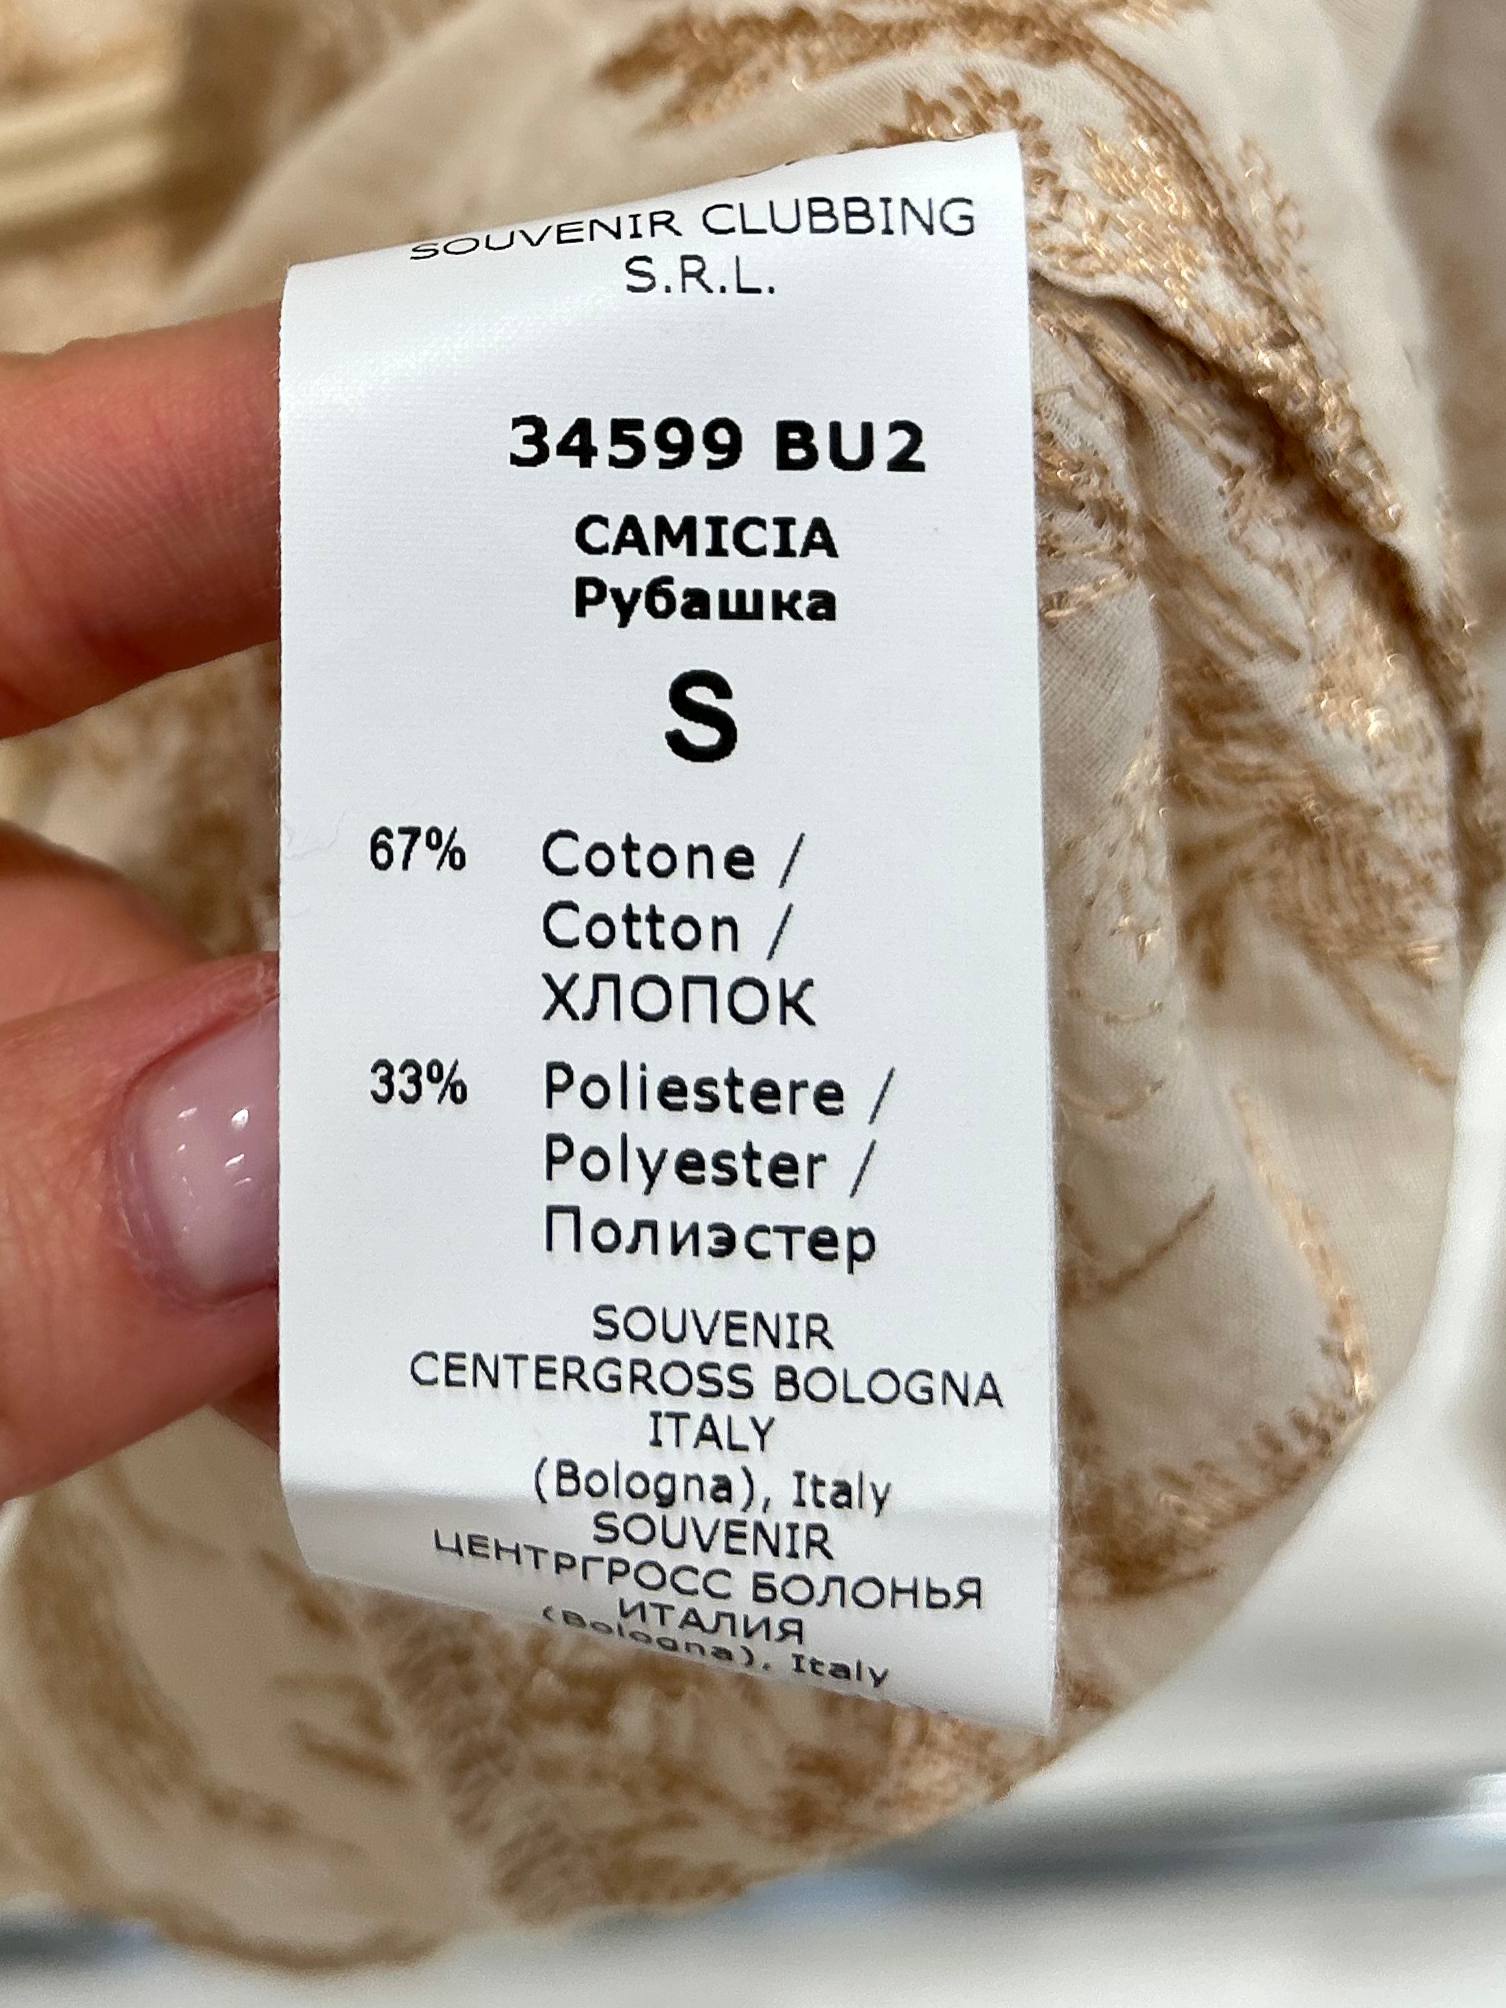 SOUVENIR CLUBBING
S.R.L.
34599 BU2
CAMICIA
Рубашка
S
67% Cotone /
Cotton /
ХЛОПОК
33% Poliestere /
Polyester /
Полиэстер
SOUVENIR
CENTERGROSS BOLOGNA
ITALY
(Bologna), Italy
SOUVENIR
ЦЕНТРГРОСС БОЛОНЬЯ
ИТАЛИЯ
(Bologna), Italy